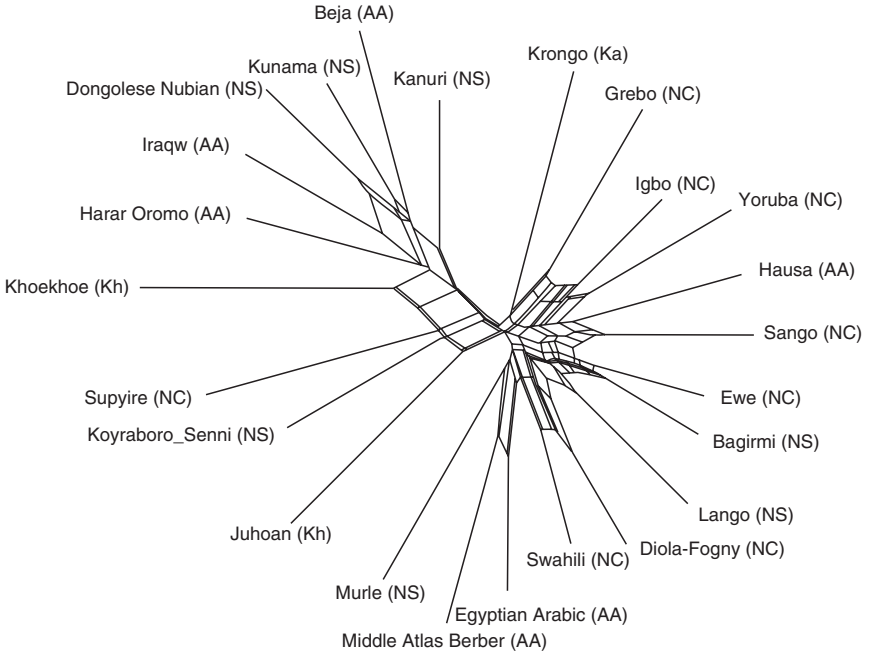 Beja (AA)
Kunama (NS)
Dongolese Nubian (NS)
Kanuri (NS)
Krongo (Ka)
Grebo (NC)
Iraqw (AA)
Igbo (NC)
Yoruba (NC)
Harar Oromo (AA)
Hausa (AA)
Khoekhoe (Kh)
Sango (NC)
Supyire (NC)
Ewe (NC)
Koyraboro_Senni (NS)
Bagirmi (NS)
Lango (NS)
Juhoan (Kh)
Diola-Fogny (NC)
Swahili (NC)
Murle (NS)
Egyptian Arabic (AA)
Middle Atlas Berber (AA)